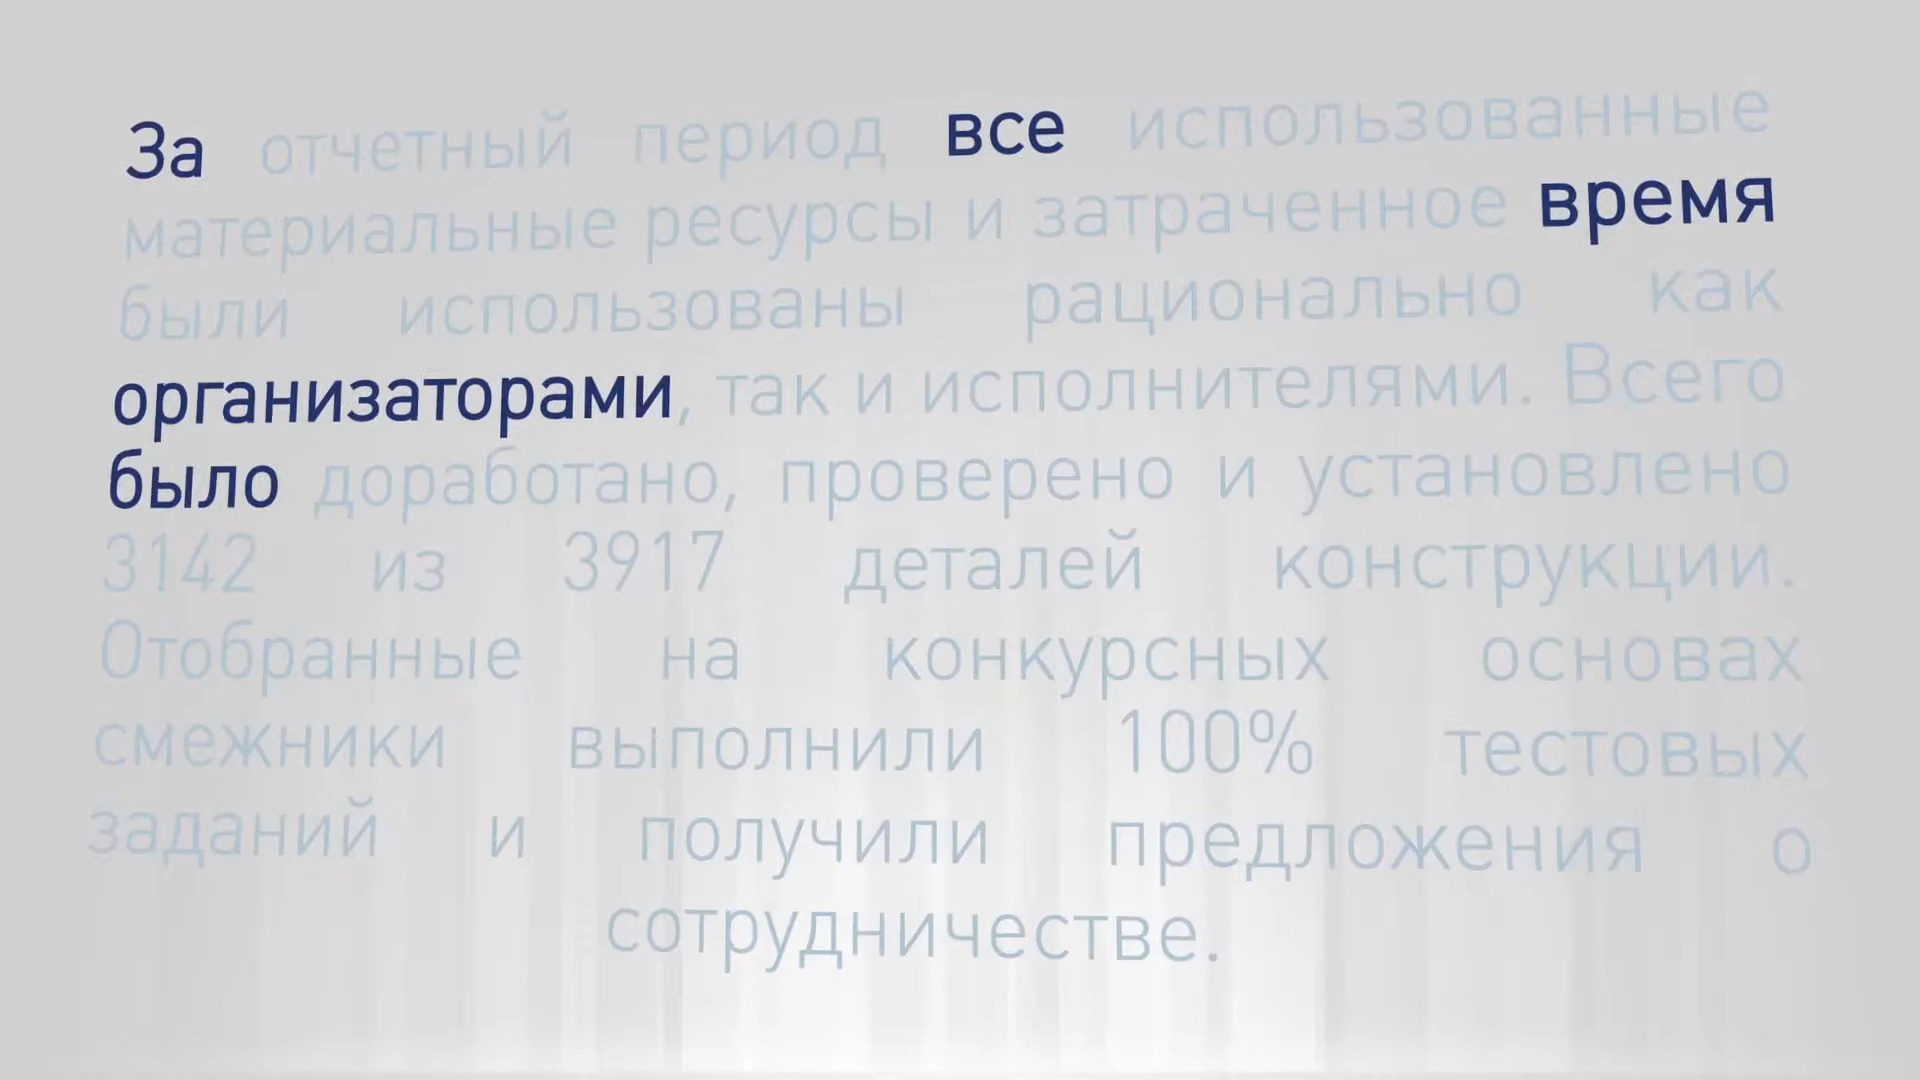 За отчетный период все использованные
материальные ресурсы и затраченное время
были использованы рационально как
организаторами, так и исполнителями. Всего
было доработано, проверено и установлено
3142 из 3917 деталей конструкции.
Отобранные на конкурсных основах
смежники выполнили 100% тестовых
заданий и получили предложения о
сотрудничестве.